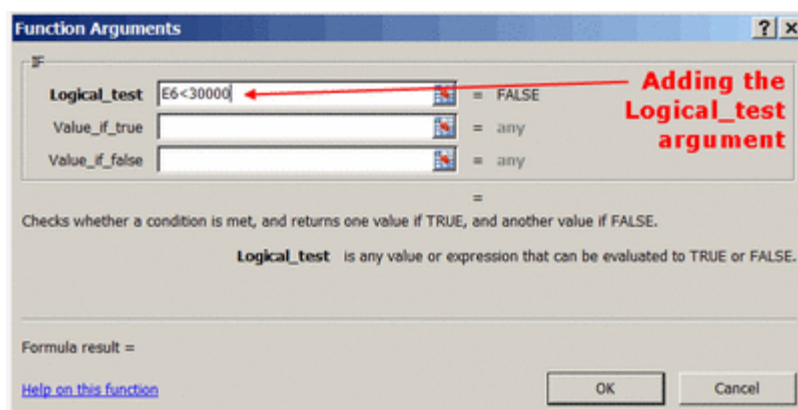 Function Arguments
IF
Logical_test E6<30000 = FALSE
Value_if_true = any
Value_if_false = any
=
Adding the
Logical_test
argument
Checks whether a condition is met, and returns one value if TRUE, and another value if FALSE.
Logical_test is any value or expression that can be evaluated to TRUE or FALSE.
Formula result =
Help on this function
OK
Cancel